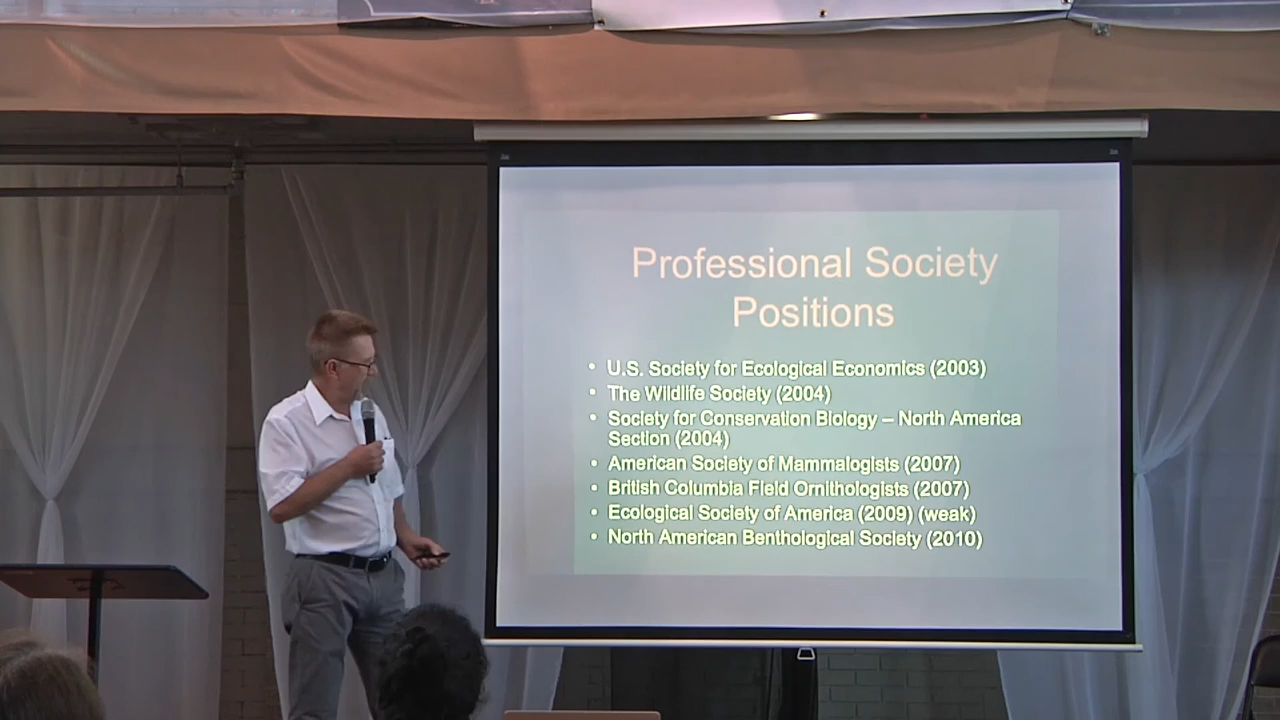 Professional Society
Positions
• U.S. Society for Ecological Economics (2003)
• The Wildlife Society (2004)
• Society for Conservation Biology – North America
Section (2004)
• American Society of Mammalogists (2007)
• British Columbia Field Ornithologists (2007)
• Ecological Society of America (2009) (weak)
• North American Benthological Society (2010)